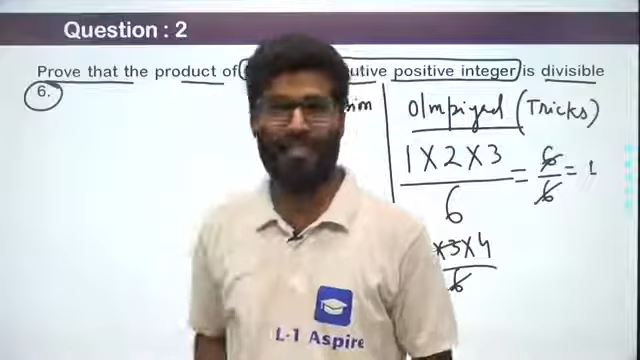 Question : 2
Prove that the product of utive positive integer is divisible
6.
Olmpiyad (Tricks)
1 X 2 X 3
6
= 6/6 = 1
x3x4
6
L-1 Aspire